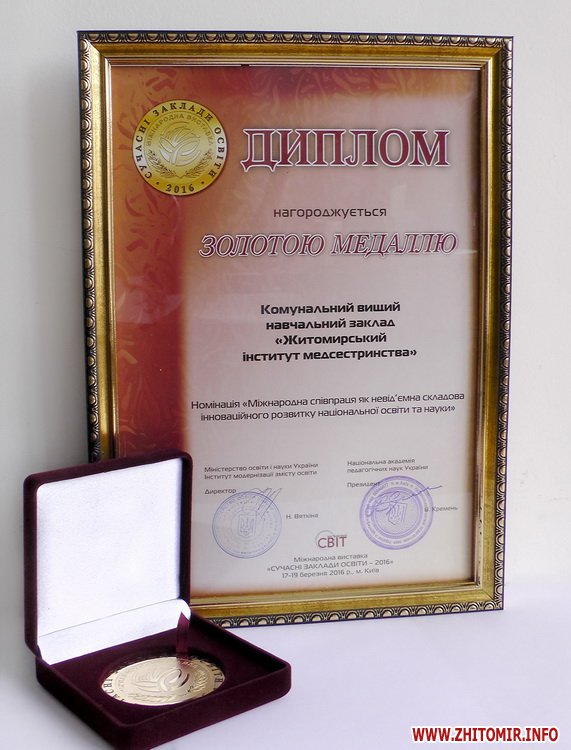 СУЧАСНІ ЗАКЛАДИ ОСВІТИ
МІЖНАРОДНА ВИСТАВКА
2016
ДИПЛОМ
нагороджується
ЗОЛОТОЮ МЕДАЛЛЮ
Комунальний вищий
навчальний заклад
«Житомирський
інститут медсестринства»
Номінація «Міжнародна співпраця як невід´ємна складова
інноваційного розвитку національної освіти та науки»
Міністерство освіти і науки України
Інститут модернізації змісту освіти
Директор
Н. Вяткіна
Національна академія
педагогічних наук України
Президент
В. Кремень
СВІТ
Міжнародна виставка
«СУЧАСНІ ЗАКЛАДИ ОСВІТИ – 2016»
17-19 березня 2016 р., м. Київ
WWW.ZHITOMIR.INFO